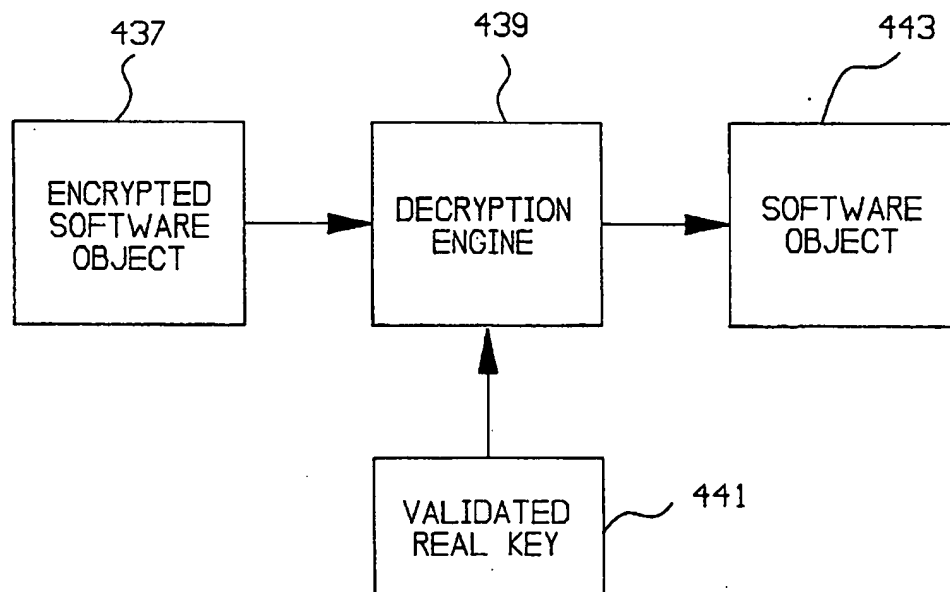 437
439
443
ENCRYPTED
SOFTWARE
OBJECT
DECRYPTION
ENGINE
SOFTWARE
OBJECT
VALIDATED
REAL KEY
441